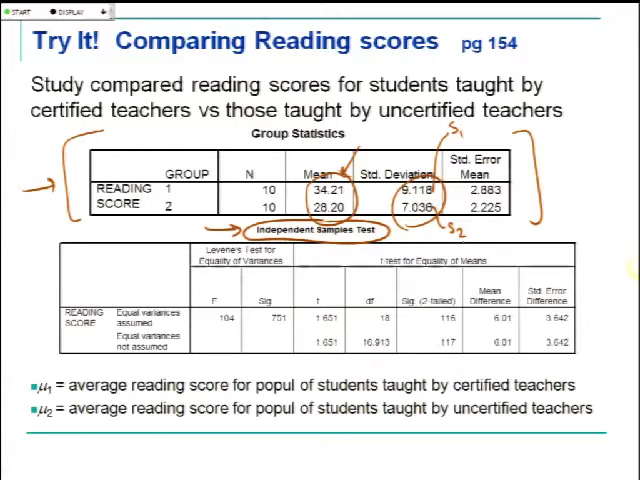 START DISPLAY
Try It! Comparing Reading scores pg 154
Study compared reading scores for students taught by
certified teachers vs those taught by uncertified teachers
S1
Group Statistics
GROUP N Mean Std. Deviation Std. Error Mean
READING SCORE 1 10 34.21 9.118 2.883
2 10 28.20 7.036 2.225
S2
Independent Samples Test
Levene's Test for Equality of Variances t-test for Equality of Means
F Sig t df Sig. (2-tailed) Mean Difference Std. Error Difference
READING SCORE Equal variances assumed 104 751 1.651 18 116 6.01 3.642
Equal variances not assumed 1.651 16.913 .117 6.01 3.642
μ1 = average reading score for popul of students taught by certified teachers
μ2 = average reading score for popul of students taught by uncertified teachers